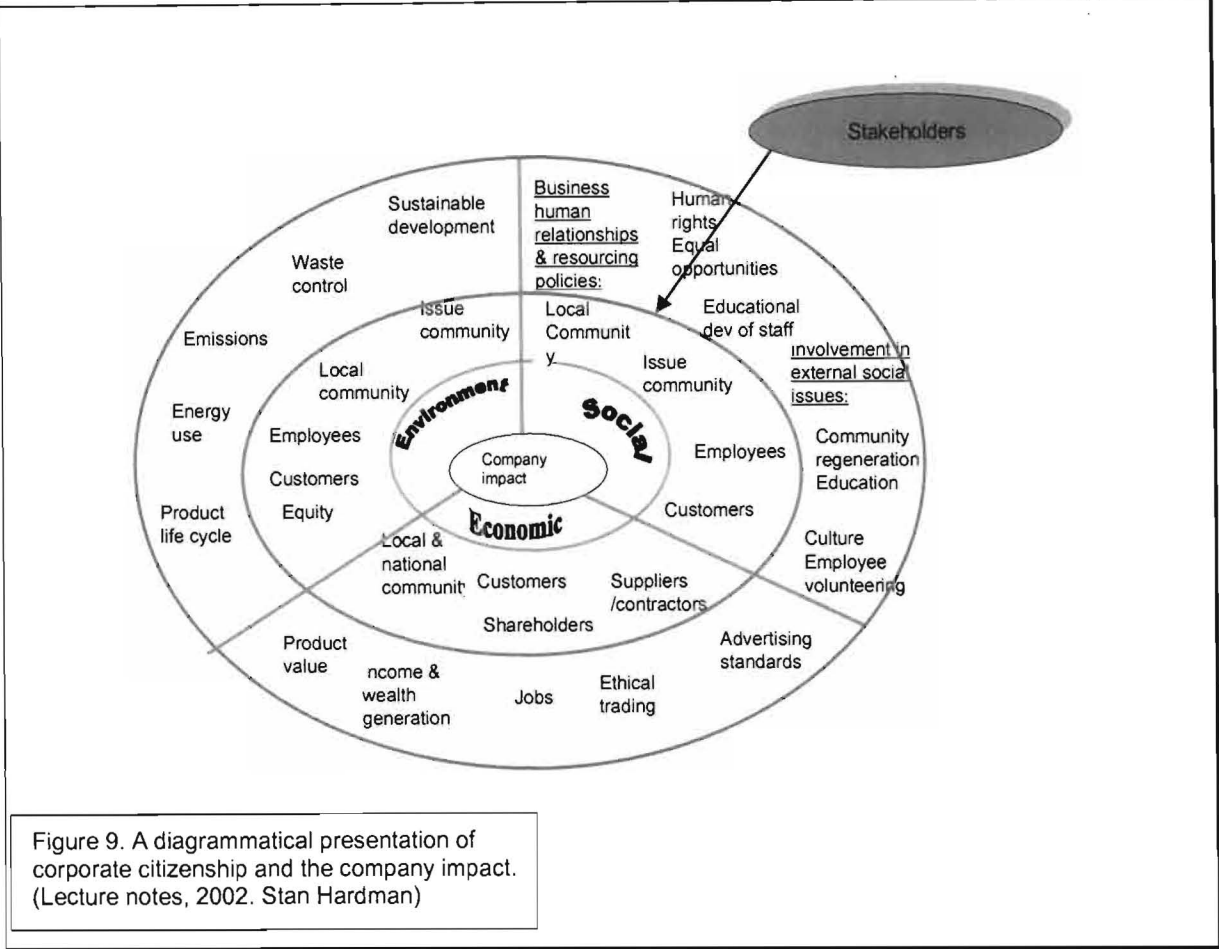 Stakeholders
Sustainable
development
Waste
control
Emissions
Energy
use
Product
life cycle
Business
human
relationships
& resourcing
policies:
Human
rights
Equal
opportunities
Educational
dev of staff
involvement in
external social
issues:
Community
regeneration
Education
Culture
Employee
volunteering
Issue
community
Local
community
Employees
Customers
Equity
Local
Communit
y
Issue
community
Employees
Customers
Environment
Social
Company
impact
Economic
Local &
national
communit
Customers
Suppliers
/contractors
Shareholders
Product
value
ncome &
wealth
generation
Jobs
Ethical
trading
Advertising
standards
Figure 9. A diagrammatical presentation of
corporate citizenship and the company impact.
(Lecture notes, 2002. Stan Hardman)